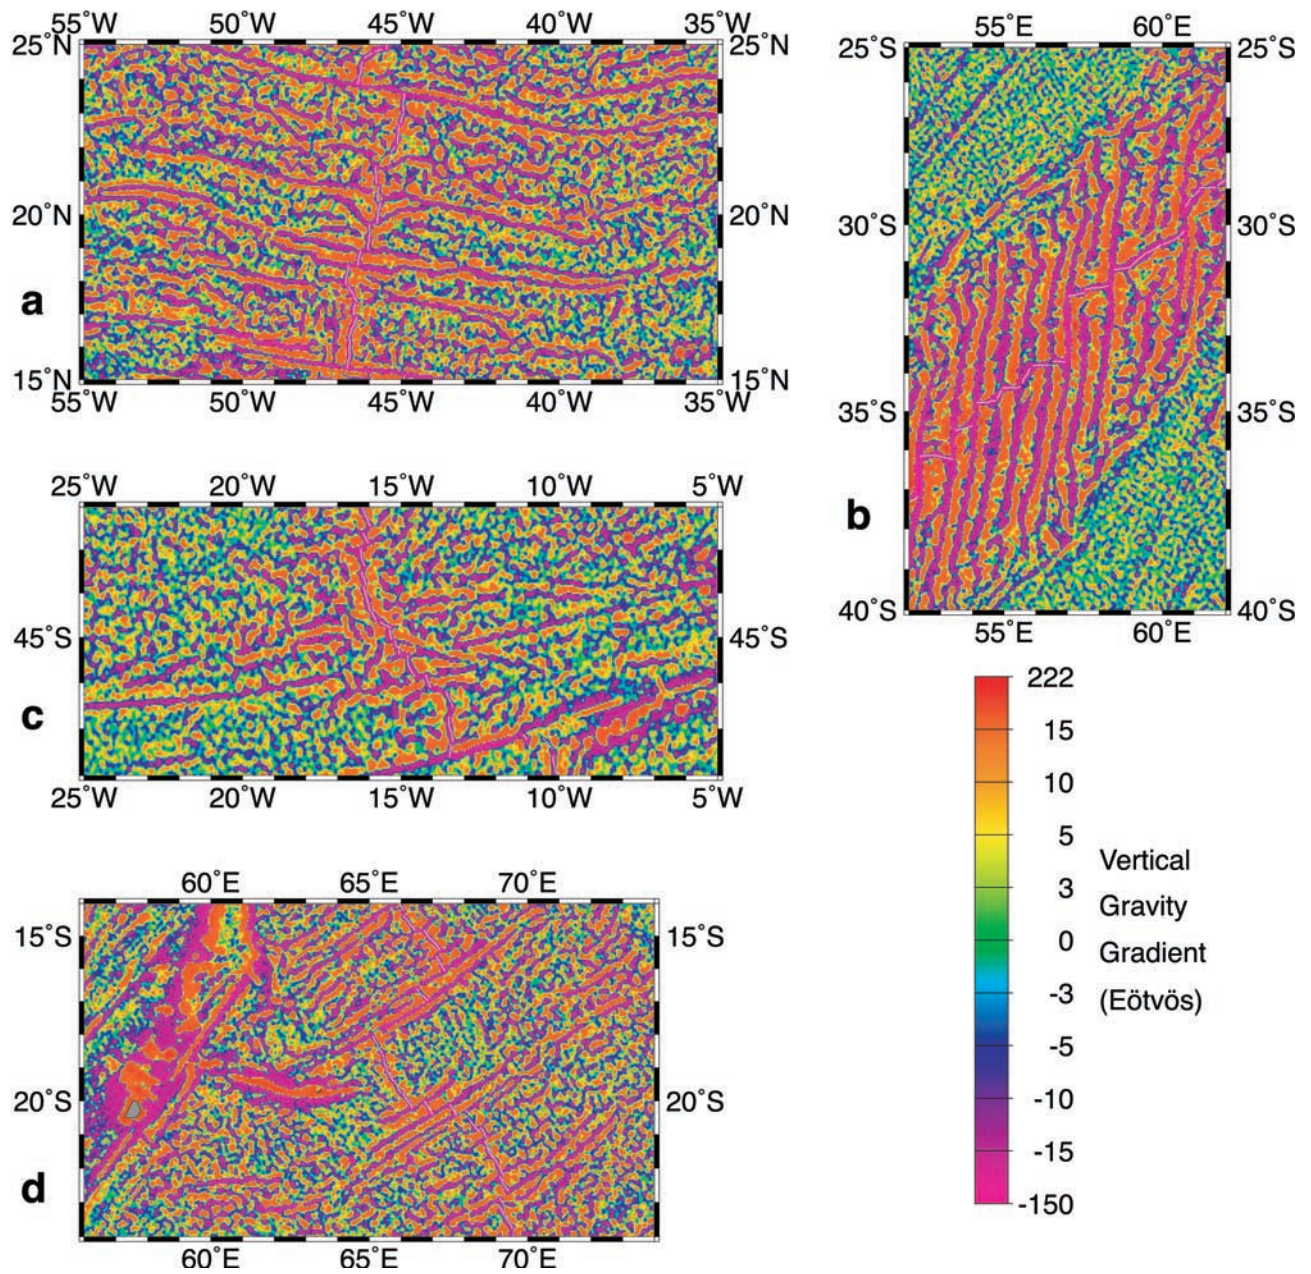 55˚W 50˚W 45˚W 40˚W 35˚W
25˚N 25˚N
20˚N 20˚N
a
15˚N 15˚N
55˚W 50˚W 45˚W 40˚W 35˚W
55˚E 60˚E
25˚S 25˚S
30˚S 30˚S
35˚S 35˚S
b
40˚S 40˚S
55˚E 60˚E
25˚W 20˚W 15˚W 10˚W 5˚W
45˚S 45˚S
c
25˚W 20˚W 15˚W 10˚W 5˚W
60˚E 65˚E 70˚E
15˚S 15˚S
20˚S 20˚S
d
60˚E 65˚E 70˚E
222
15
10
5
3
0
-3
-5
-10
-15
-150
Vertical
Gravity
Gradient
(Eötvös)